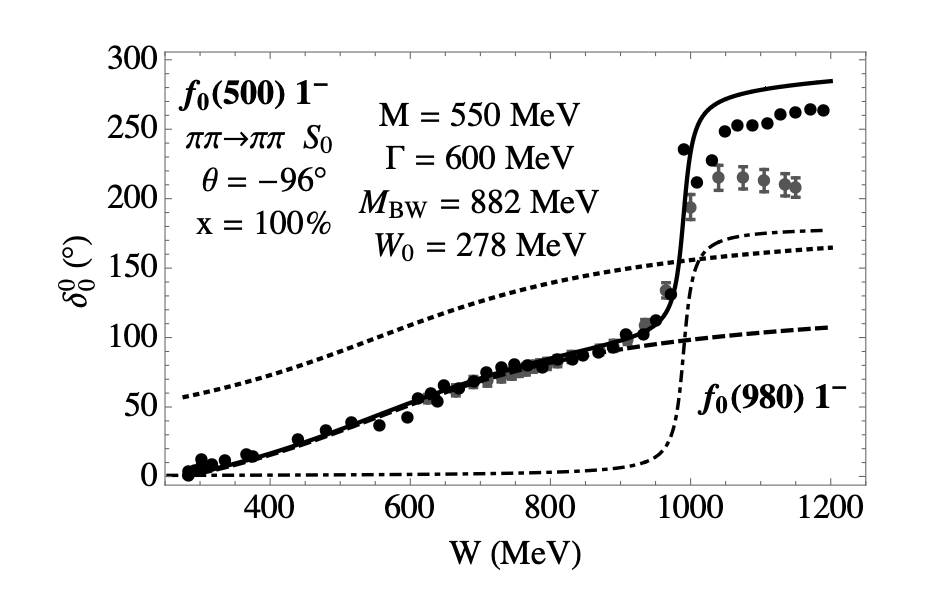 300
250
200
150
100
50
0
δ₀⁰ (°)
f₀(500) 1⁻
ππ→ππ S₀
θ = −96°
x = 100%
M = 550 MeV
Γ = 600 MeV
M_BW = 882 MeV
W₀ = 278 MeV
f₀(980) 1⁻
400 600 800 1000 1200
W (MeV)